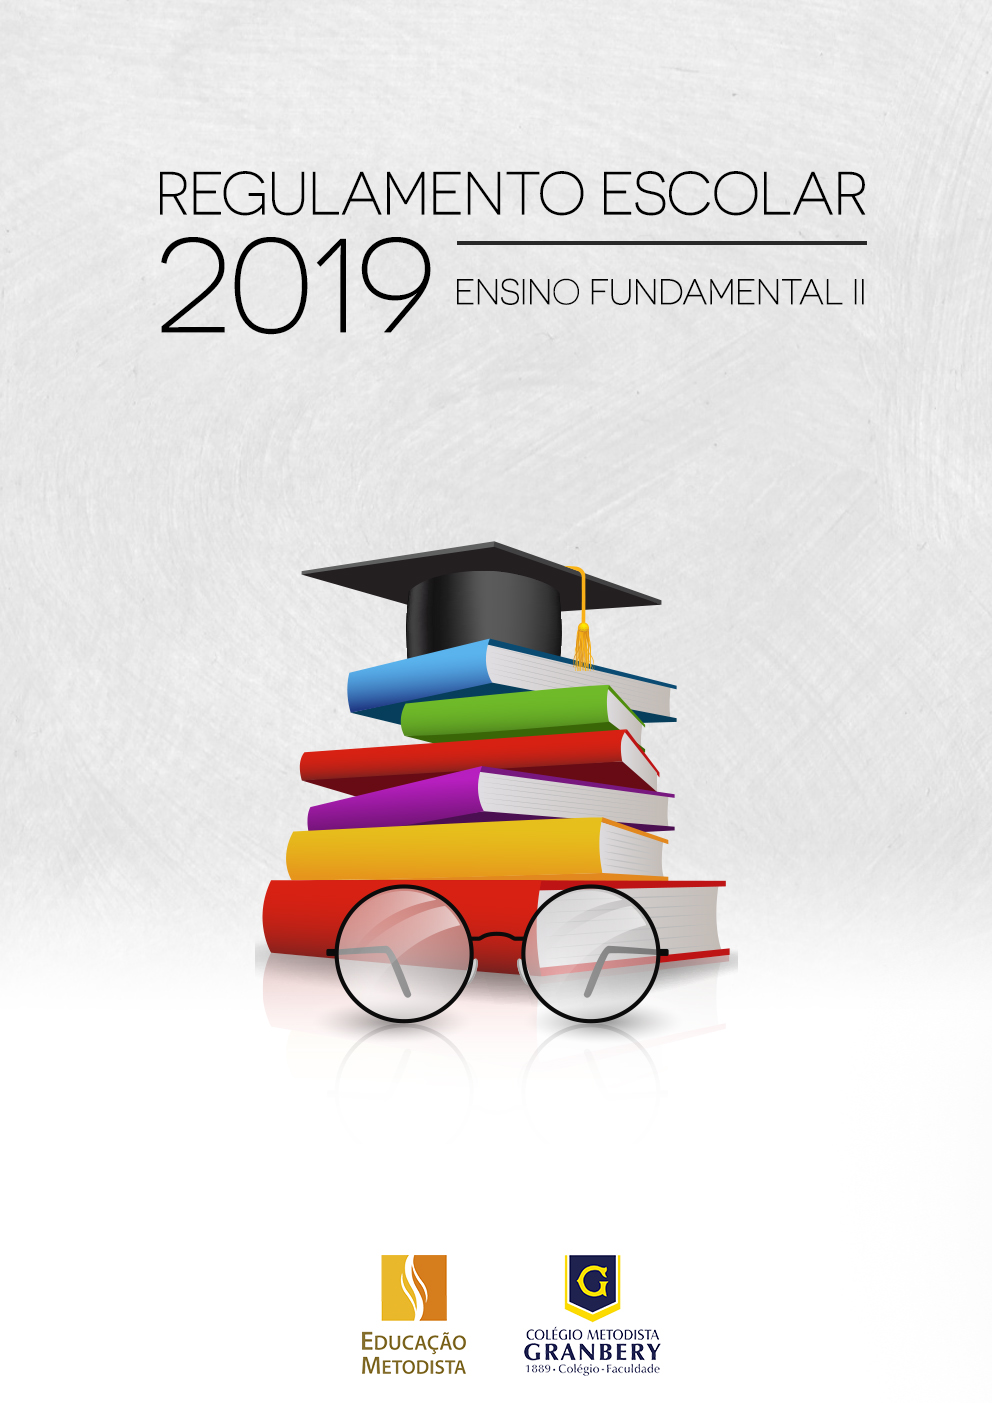 REGULAMENTO ESCOLAR
2019
ENSINO FUNDAMENTAL II
EDUCAÇÃO
METODISTA
G
COLÉGIO METODISTA
GRANBERY
1889 • Colégio • Faculdade